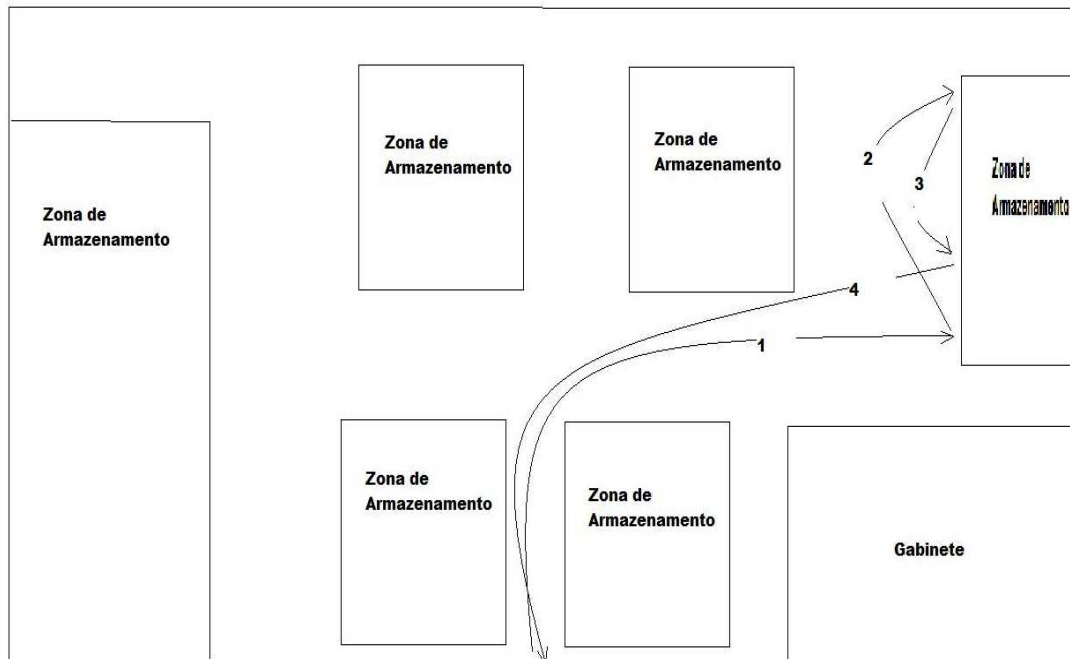 Zona de
Armazenamento
Zona de
Armazenamento
Zona de
Armazenamento
Zona de
Armazenamento
2
3
4
1
Zona de
Armazenamento
Zona de
Armazenamento
Gabinete